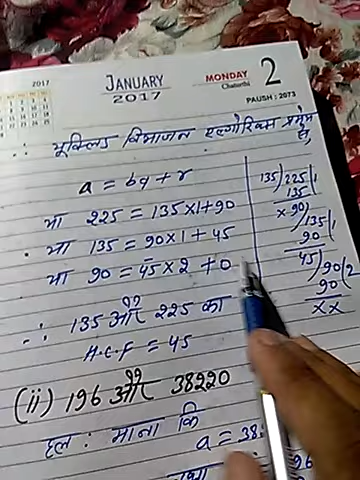 2017
JANUARY
2017
MONDAY
Chaturthi
2
PAUSH : 2073
∴ यूक्लिड विभाजन एल्गोरिथ्म प्रमेय से,
a = bq + r
या 225 = 135×1+90
या 135 = 90×1 + 45
या 90 = 45×2 + 0
∴ 135 और 225 का
H.C.F = 45
135)225(1
135
× 90)135(1
90
45)90(2
90
××
(ii) 196 और 38220
हल : माना कि
a = 38